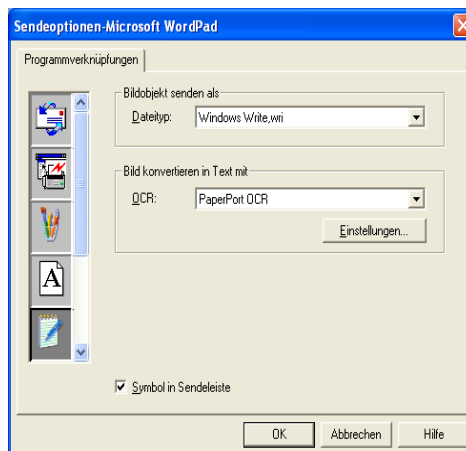 Sendeoptionen-Microsoft WordPad
Programmverknüpfungen
Bildobjekt senden als
Dateityp: Windows Write,wri
Bild konvertieren in Text mit
OCR: PaperPort OCR
Einstellungen...
A
Symbol in Sendeleiste
OK Abbrechen Hilfe